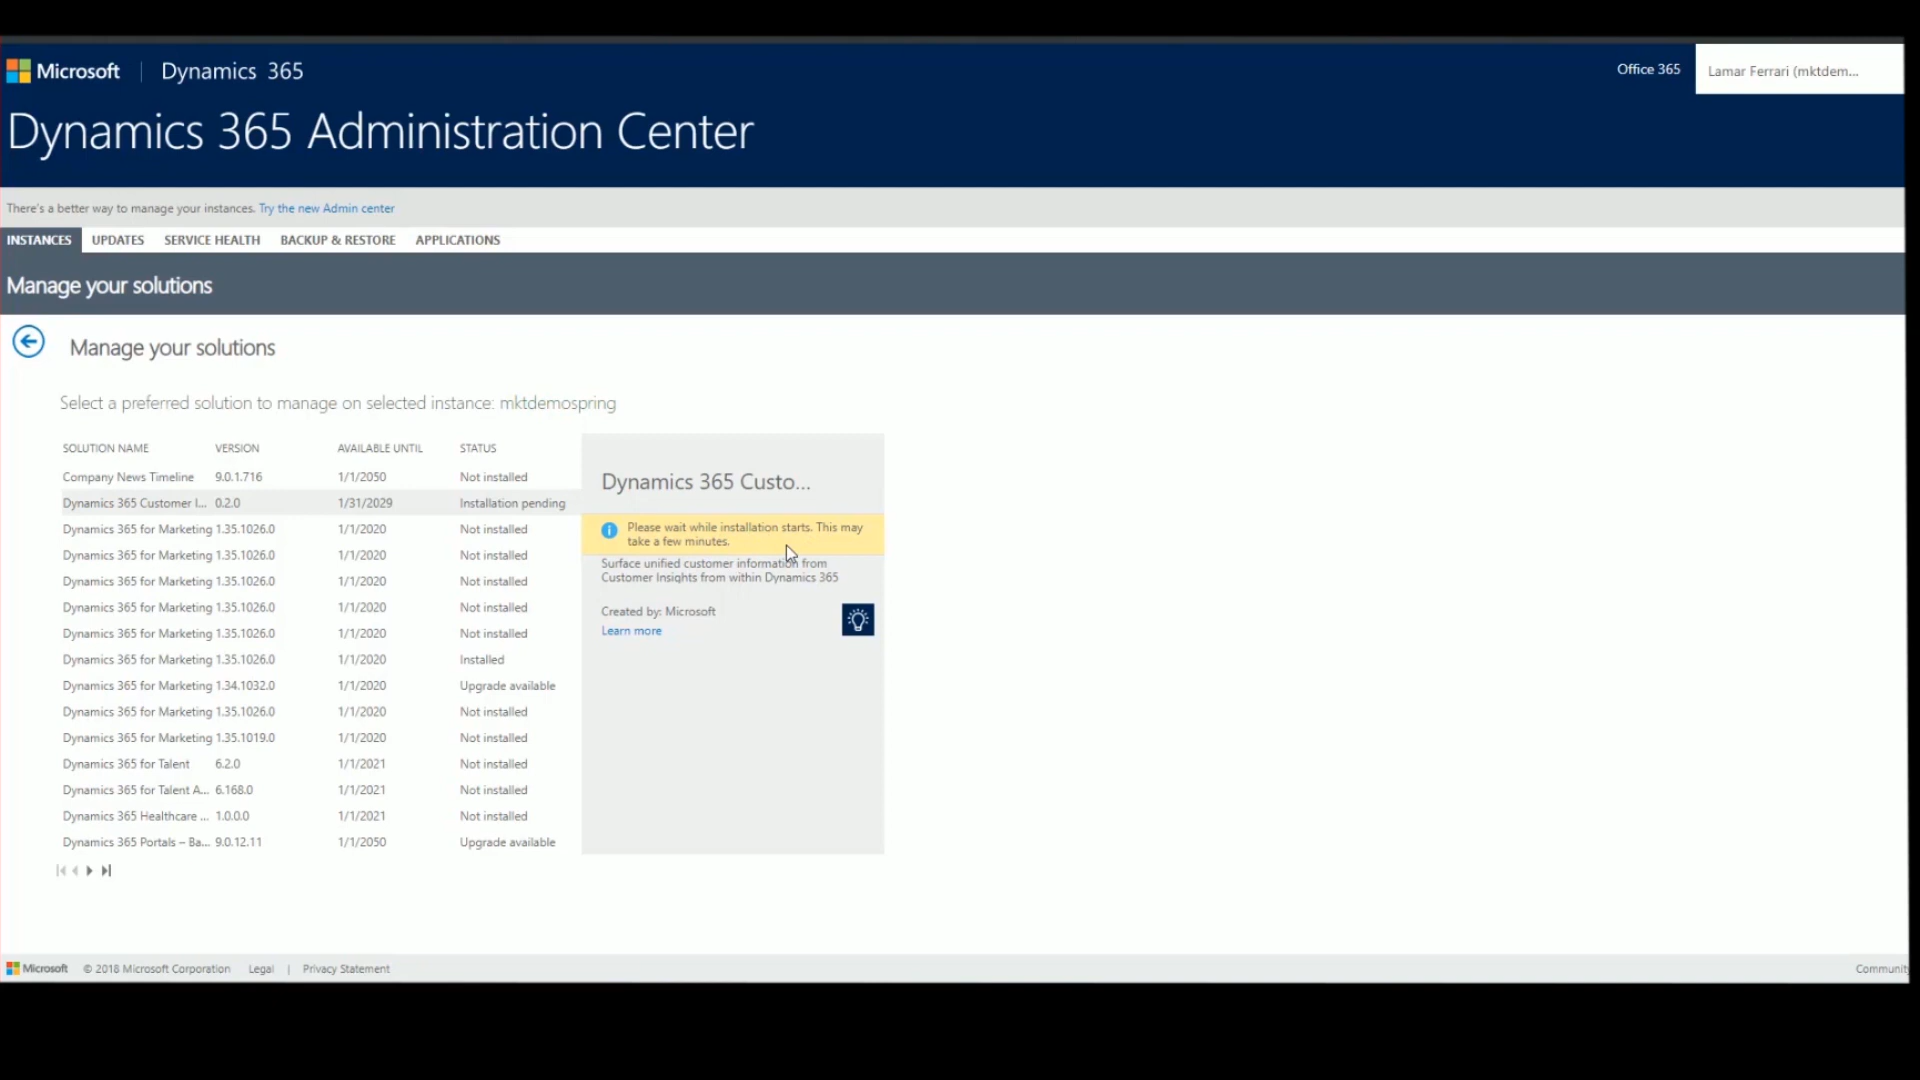 Microsoft | Dynamics 365
Office 365
Lamar Ferrari (mktdem...
Dynamics 365 Administration Center
There's a better way to manage your instances. Try the new Admin center
INSTANCES UPDATES SERVICE HEALTH BACKUP & RESTORE APPLICATIONS
Manage your solutions
Manage your solutions
Select a preferred solution to manage on selected instance: mktdemospring
SOLUTION NAME VERSION AVAILABLE UNTIL STATUS
Company News Timeline 9.0.1.716 1/1/2050 Not installed
Dynamics 365 Customer I... 0.2.0 1/31/2029 Installation pending
Dynamics 365 for Marketing 1.35.1026.0 1/1/2020 Not installed
Dynamics 365 for Marketing 1.35.1026.0 1/1/2020 Not installed
Dynamics 365 for Marketing 1.35.1026.0 1/1/2020 Not installed
Dynamics 365 for Marketing 1.35.1026.0 1/1/2020 Not installed
Dynamics 365 for Marketing 1.35.1026.0 1/1/2020 Not installed
Dynamics 365 for Marketing 1.35.1026.0 1/1/2020 Installed
Dynamics 365 for Marketing 1.34.1032.0 1/1/2020 Upgrade available
Dynamics 365 for Marketing 1.35.1026.0 1/1/2020 Not installed
Dynamics 365 for Marketing 1.35.1019.0 1/1/2020 Not installed
Dynamics 365 for Talent 6.2.0 1/1/2021 Not installed
Dynamics 365 for Talent A... 6.168.0 1/1/2021 Not installed
Dynamics 365 Healthcare ... 1.0.0.0 1/1/2021 Not installed
Dynamics 365 Portals – Ba... 9.0.12.11 1/1/2050 Upgrade available
Dynamics 365 Custo...
Please wait while installation starts. This may
take a few minutes.
Surface unified customer information from
Customer Insights from within Dynamics 365
Created by: Microsoft
Learn more
Microsoft © 2018 Microsoft Corporation Legal | Privacy Statement
Community